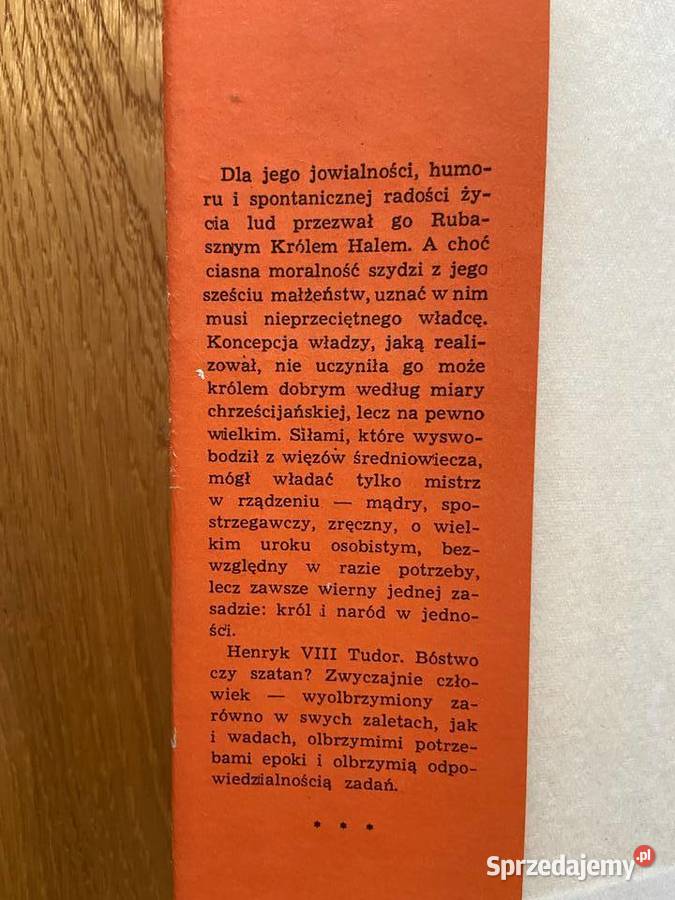 Dla jego jowialności, humo-
ru i spontanicznej radości ży-
cia lud przezwał go Ruba-
sznym Królem Halem. A choć
ciasna moralność szydzi z jego
sześciu małżeństw, uznać w nim
musi nieprzeciętnego władcę.
Koncepcja władzy, jaką reali-
zował, nie uczyniła go może
królem dobrym według miary
chrześcijańskiej, lecz na pewno
wielkim. Siłami, które wyswo-
bodził z więzów średniowiecza,
mógł władać tylko mistrz
w rządzeniu — mądry, spo-
strzegawczy, zręczny, o wiel-
kim uroku osobistym, bez-
względny w razie potrzeby,
lecz zawsze wierny jednej za-
sadzie: król i naród w jedno-
ści.
Henryk VIII Tudor. Bóstwo
czy szatan? Zwyczajnie czło-
wiek — wyolbrzymiony za-
równo w swych zaletach, jak
i wadach, olbrzymimi potrze-
bami epoki i olbrzymią odpo-
wiedzialnością zadań.
* * *
Sprzedajemy.pl